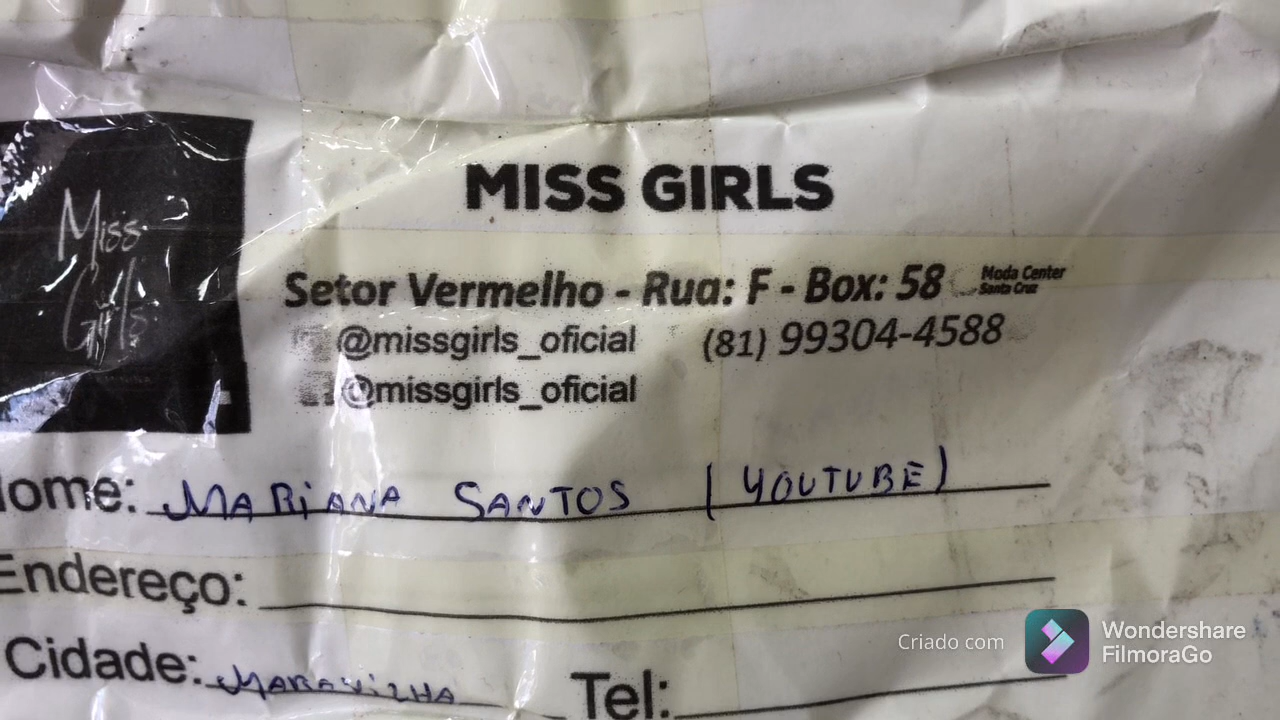 MISS GIRLS
Miss
Girls
Setor Vermelho - Rua: F - Box: 58
Moda Center
Santa Cruz
@missgirls_oficial
(81) 99304-4588
@missgirls_oficial
Nome: MARIANA SANTOS (YOUTUBE)
Endereço:
Cidade: MARAVILHA
Tel:
Criado com
Wondershare
FilmoraGo